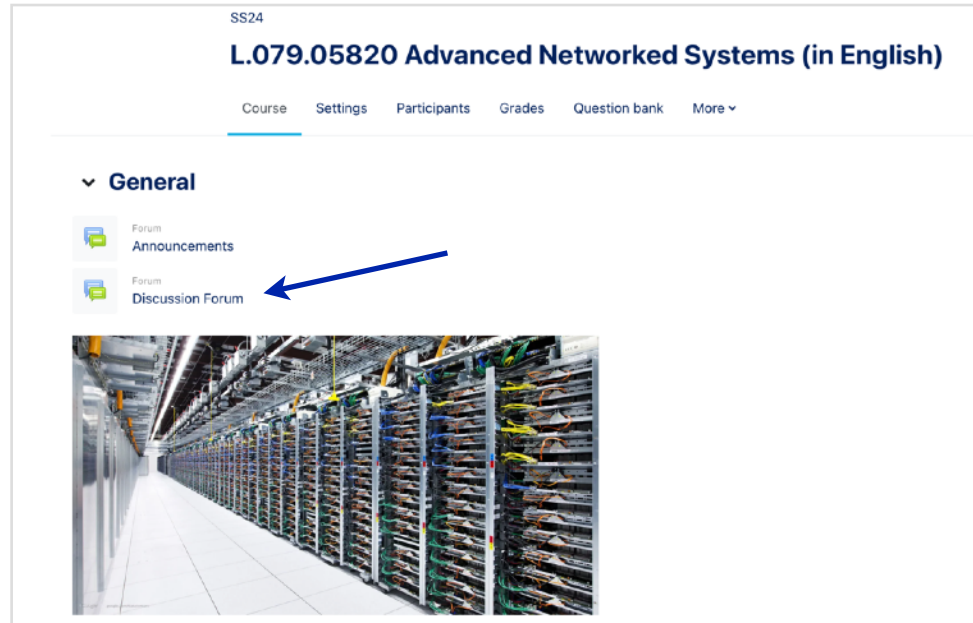 SS24
L.079.05820 Advanced Networked Systems (in English)
Course Settings Participants Grades Question bank More
General
Forum
Announcements
Forum
Discussion Forum